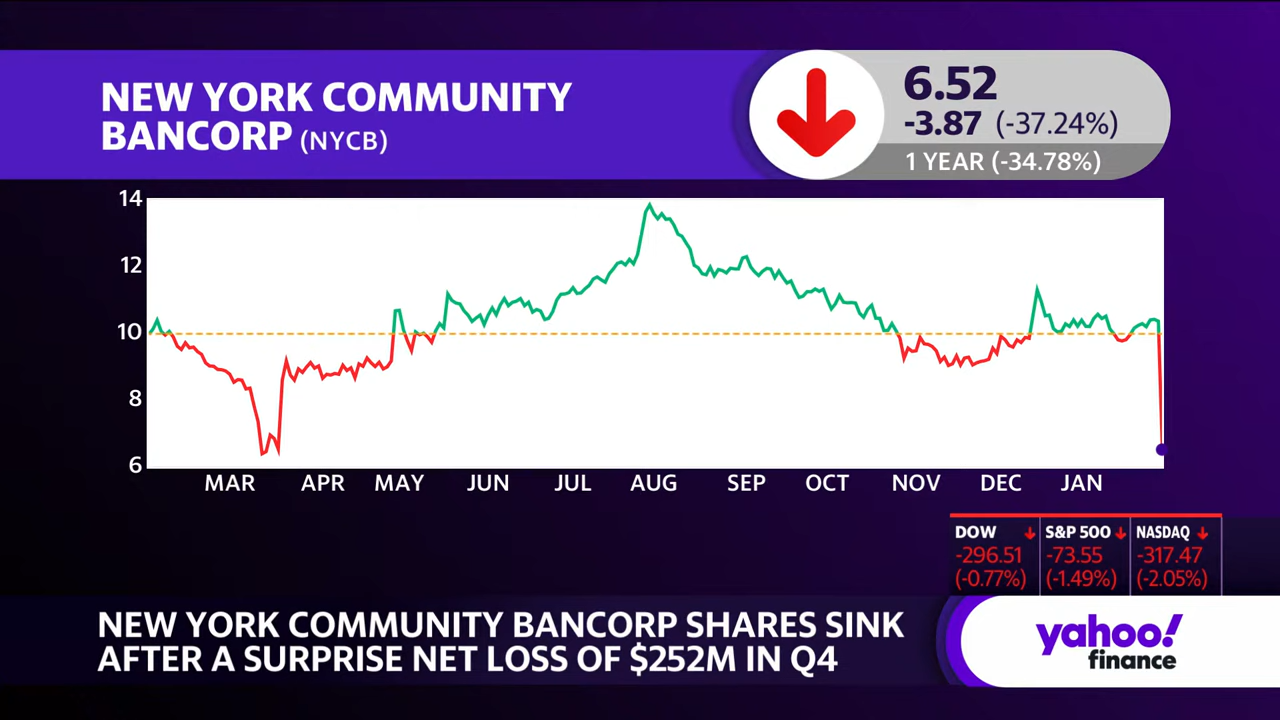 NEW YORK COMMUNITY
BANCORP (NYCB)
6.52
-3.87 (-37.24%)
1 YEAR (-34.78%)
14
12
10
8
6
MAR APR MAY JUN JUL AUG SEP OCT NOV DEC JAN
DOW S&P 500 NASDAQ
-296.51 -73.55 -317.47
(-0.77%) (-1.49%) (-2.05%)
NEW YORK COMMUNITY BANCORP SHARES SINK
AFTER A SURPRISE NET LOSS OF $252M IN Q4
yahoo!
finance